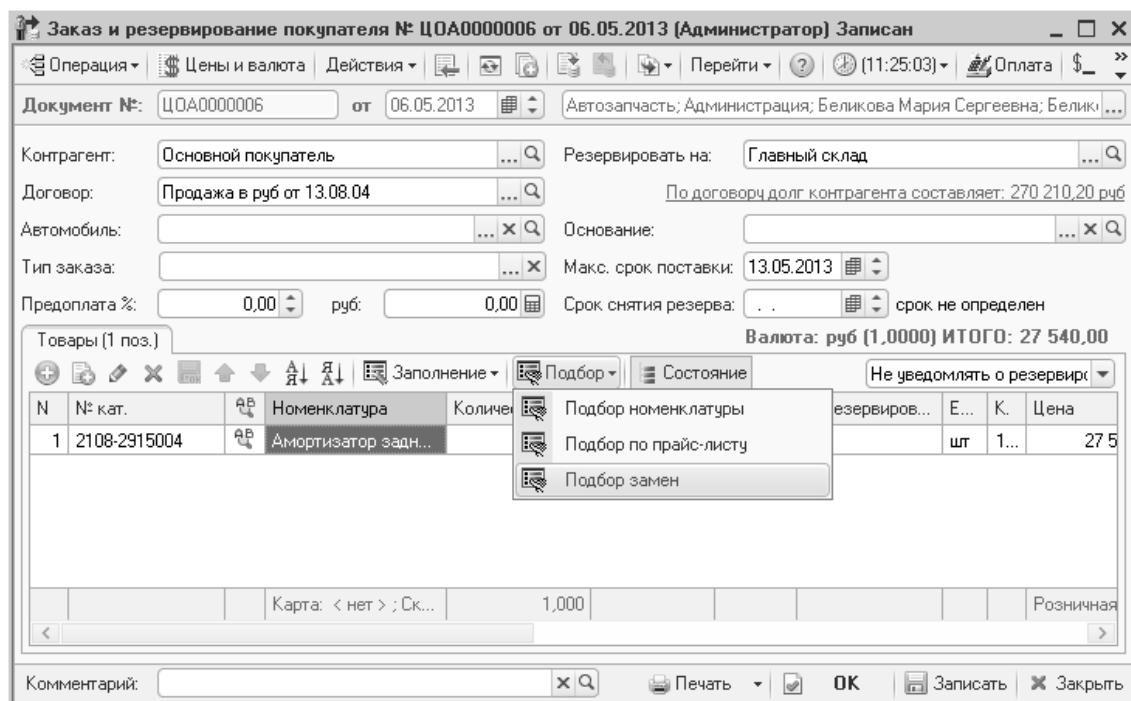 Заказ и резервирование покупателя № ЦОА0000006 от 06.05.2013 (Администратор) Записан
Операция Цены и валота Действия Перейти (11:25:03) Оплата $_ »
Документ №: ЦОА0000006 от 06.05.2013 Автозапчасть; Администрация; Беликова Мария Сергеевна; Белик ...
Контрагент: Основной покупатель ... Резервировать на: Главный склад ...
Договор: Продажа в руб от 13.08.04 ... По договору долг контрагента составляет: 270 210,20 руб
Автомобиль: ... Основание: ...
Тип заказа: ... Макс. срок поставки: 13.05.2013
Предоплата %: 0,00 руб: 0,00 Срок снятия резерва: . . срок не определен
Товары (1 поз.) Валюта: руб (1,0000) ИТОГО: 27 540,00
Заполнение Подбор Состояние Не уведомлять о резервирс
N № кат. Номенклатура Количе Подбор номенклатуры езервиров... Е... К. Цена
1 2108-2915004 Амортизатор задн... Подбор по прайс-листу шт 1... 27 5
Подбор замен
Карта: < нет > ; Ск... 1,000 Розничная
Комментарий: Печать OK Записать Закрыть